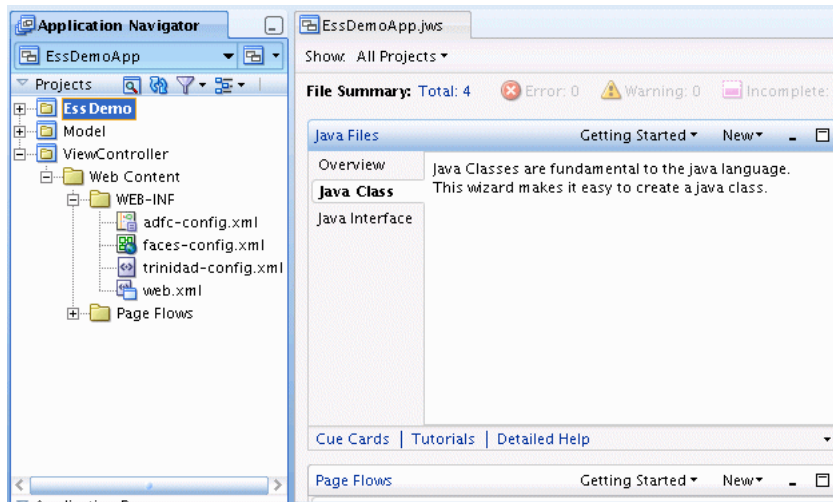 Application Navigator
EssDemoApp
Projects
EssDemo
Model
ViewController
Web Content
WEB-INF
adfc-config.xml
faces-config.xml
trinidad-config.xml
web.xml
Page Flows
EssDemoApp.jws
Show: All Projects
File Summary: Total: 4 Error: 0 Warning: 0 Incomplete:
Java Files Getting Started New
Overview
Java Class
Java Interface
Java Classes are fundamental to the java language.
This wizard makes it easy to create a java class.
Cue Cards | Tutorials | Detailed Help
Page Flows Getting Started New